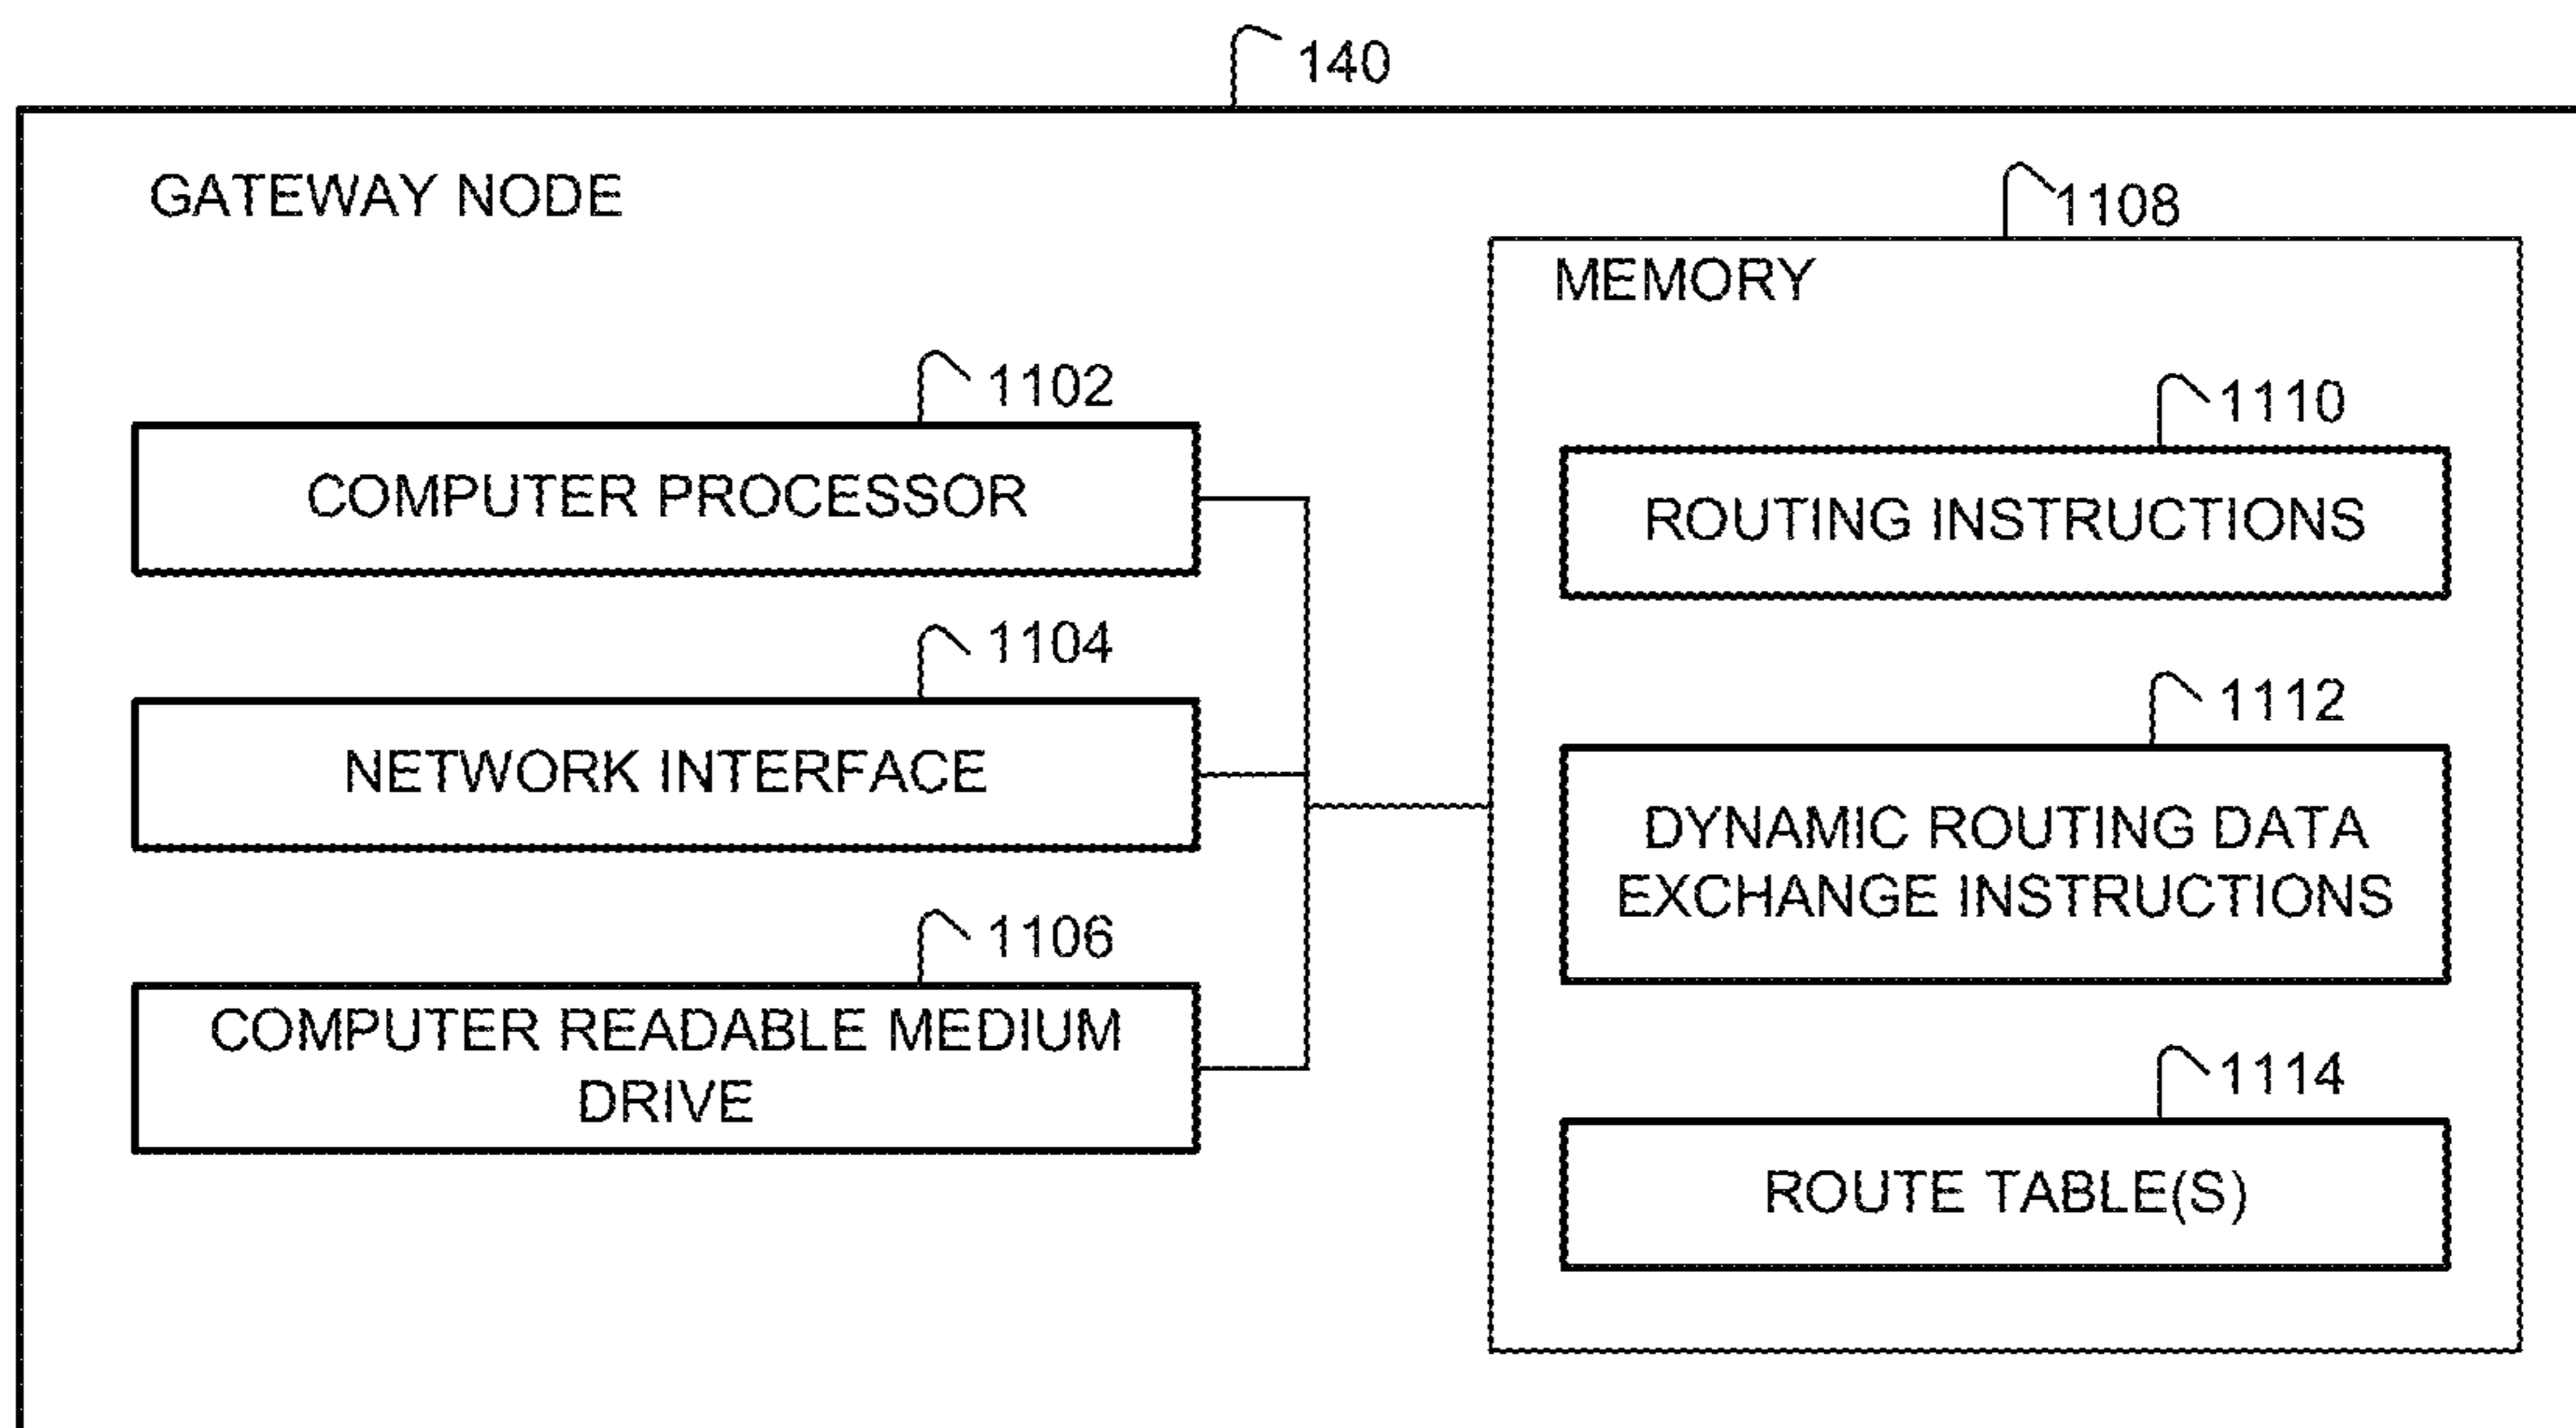 140
GATEWAY NODE
1108
MEMORY
1102
COMPUTER PROCESSOR
1104
NETWORK INTERFACE
1106
COMPUTER READABLE MEDIUM
DRIVE
1110
ROUTING INSTRUCTIONS
1112
DYNAMIC ROUTING DATA
EXCHANGE INSTRUCTIONS
1114
ROUTE TABLE(S)